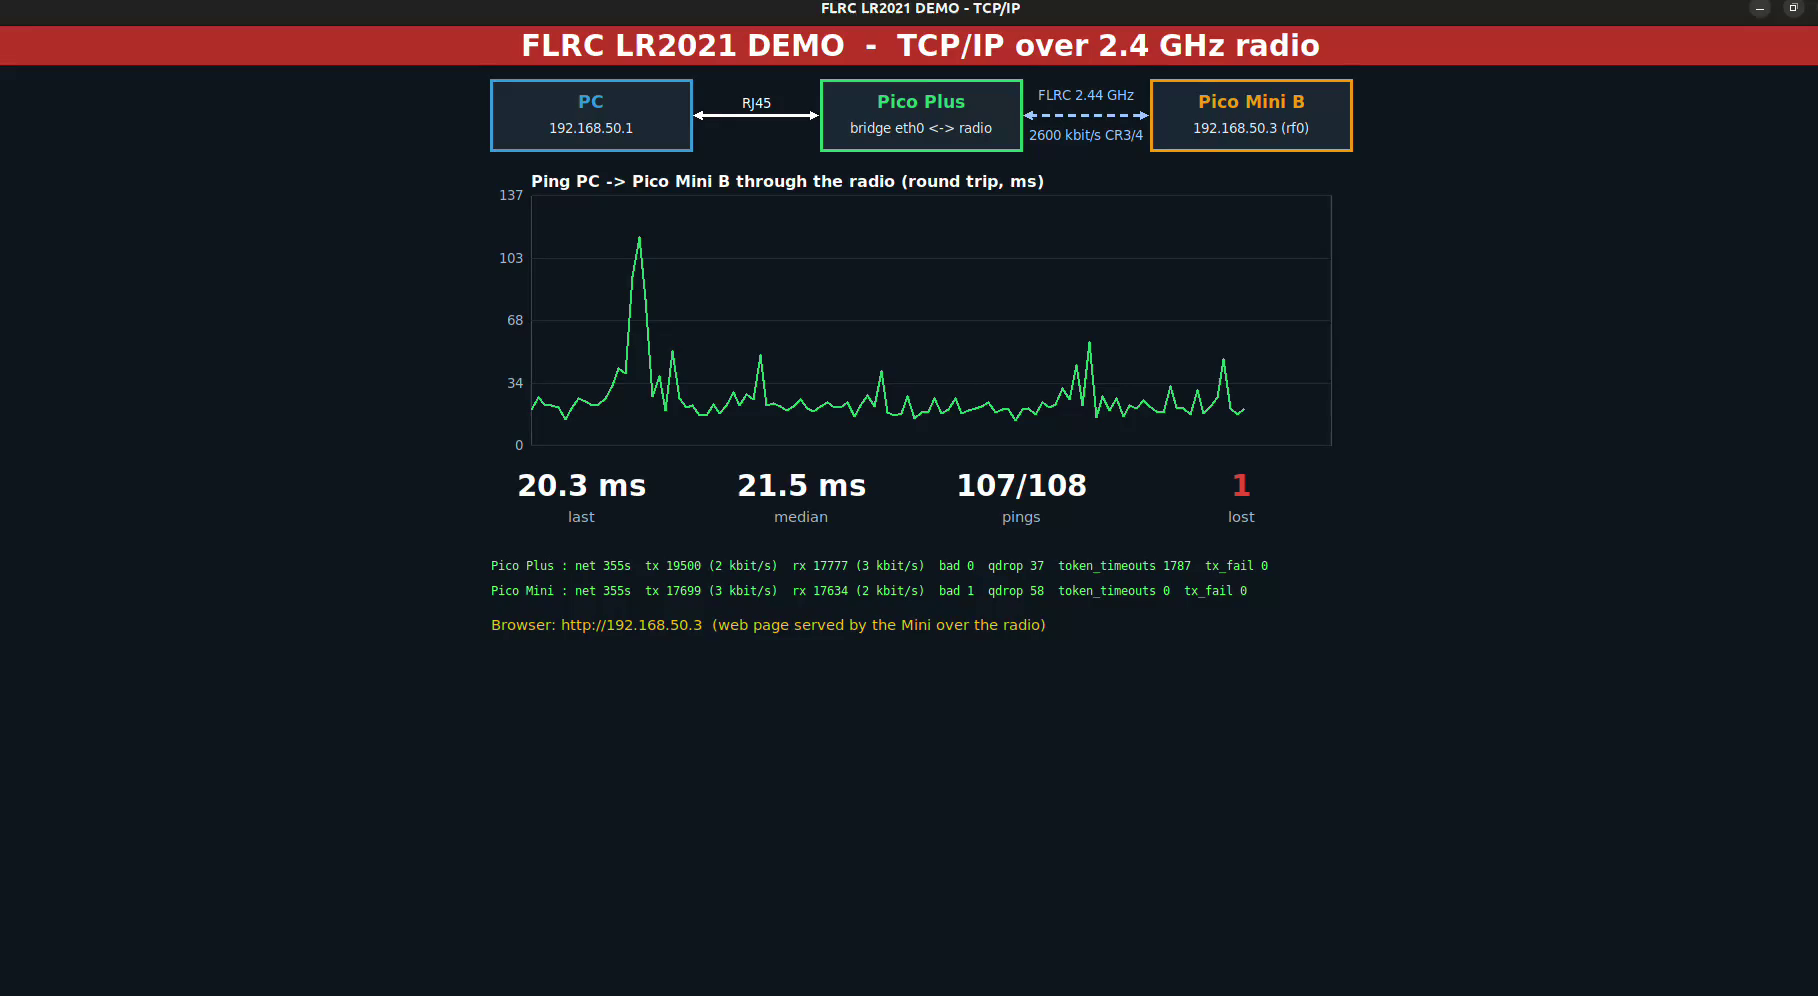 FLRC LR2021 DEMO - TCP/IP
FLRC LR2021 DEMO - TCP/IP over 2.4 GHz radio
PC
192.168.50.1
RJ45
Pico Plus
bridge eth0 <-> radio
FLRC 2.44 GHz
2600 kbit/s CR3/4
Pico Mini B
192.168.50.3 (rf0)
Ping PC -> Pico Mini B through the radio (round trip, ms)
137
103
68
34
0
20.3 ms
last
21.5 ms
median
107/108
pings
1
lost
Pico Plus : net 355s tx 19500 (2 kbit/s) rx 17777 (3 kbit/s) bad 0 qdrop 37 token_timeouts 1787 tx_fail 0
Pico Mini : net 355s tx 17699 (3 kbit/s) rx 17634 (2 kbit/s) bad 1 qdrop 58 token_timeouts 0 tx_fail 0
Browser: http://192.168.50.3 (web page served by the Mini over the radio)